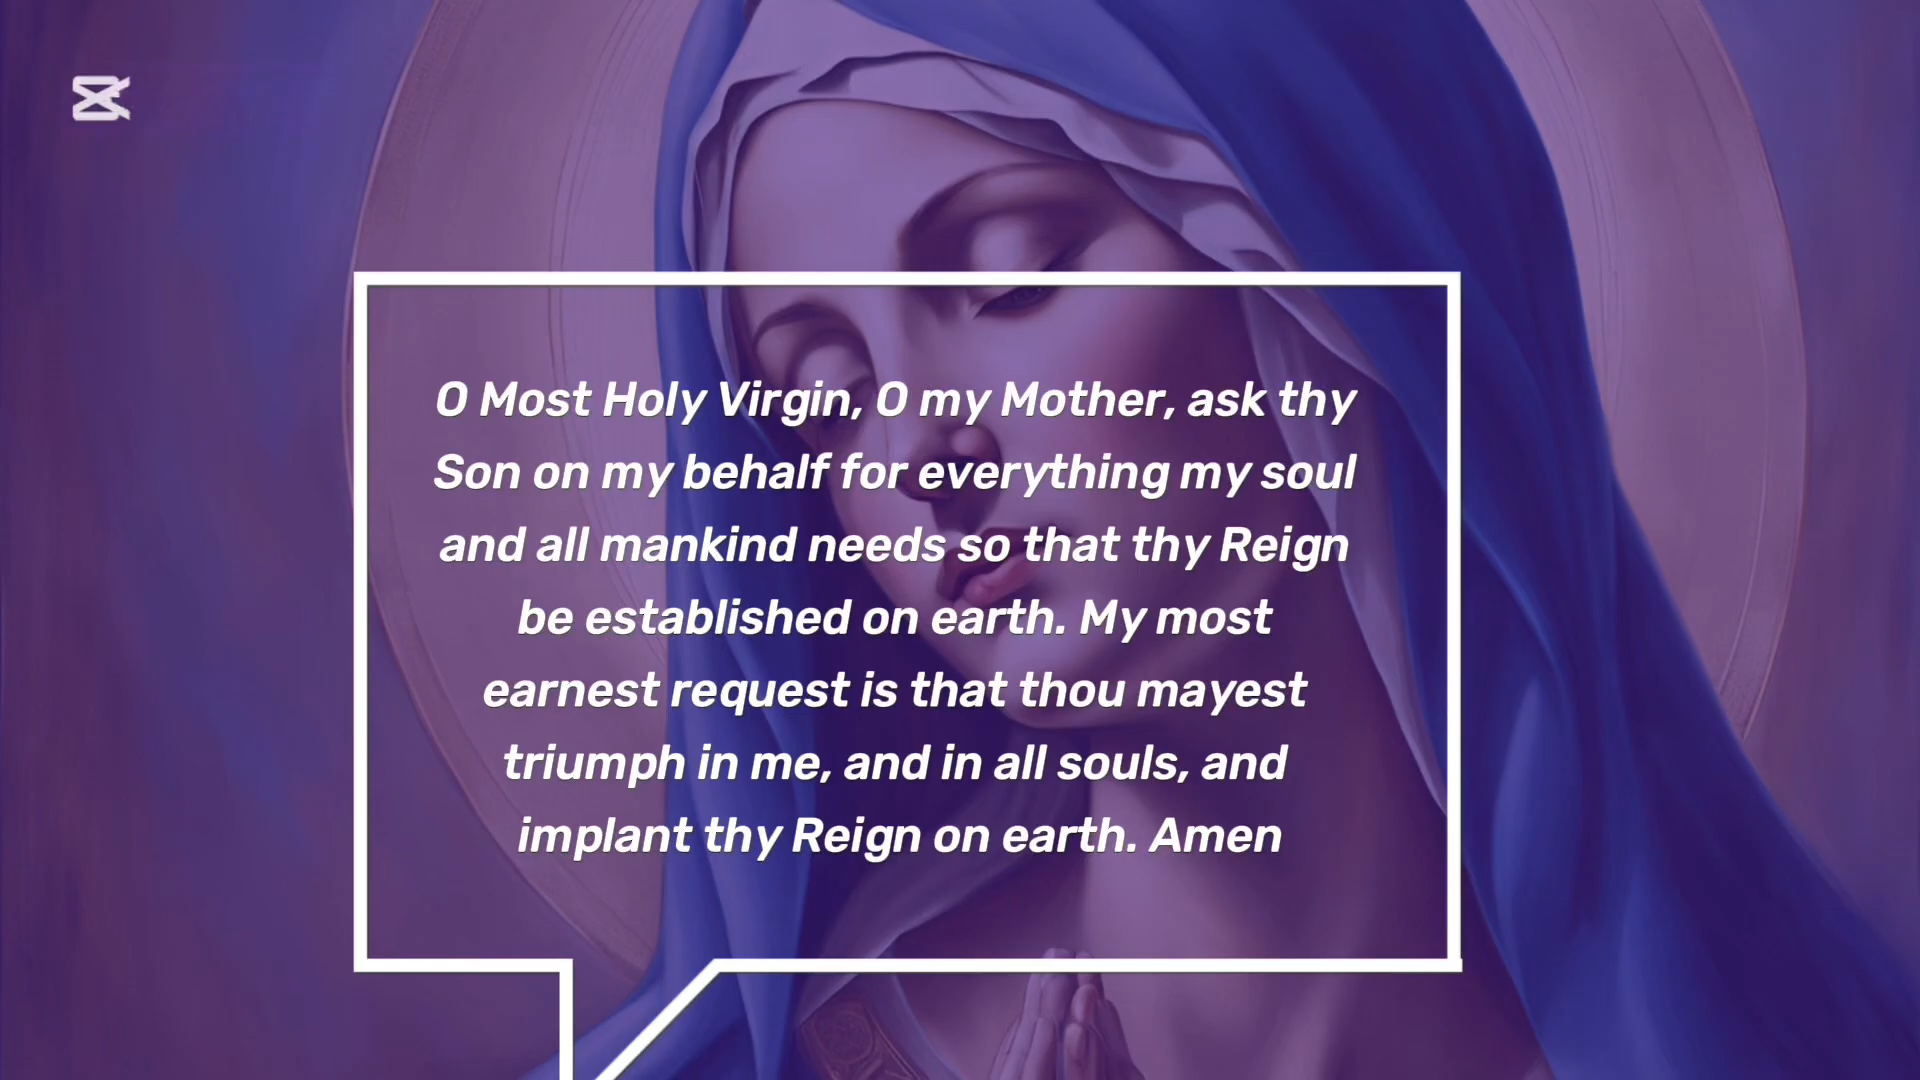 O Most Holy Virgin, O my Mother, ask thy
Son on my behalf for everything my soul
and all mankind needs so that thy Reign
be established on earth. My most
earnest request is that thou mayest
triumph in me, and in all souls, and
implant thy Reign on earth. Amen